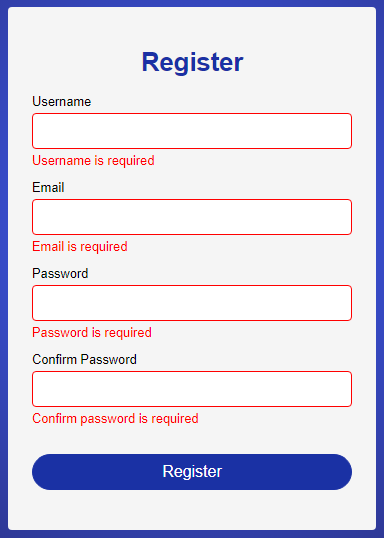 Register
Username
Username is required
Email
Email is required
Password
Password is required
Confirm Password
Confirm password is required
Register